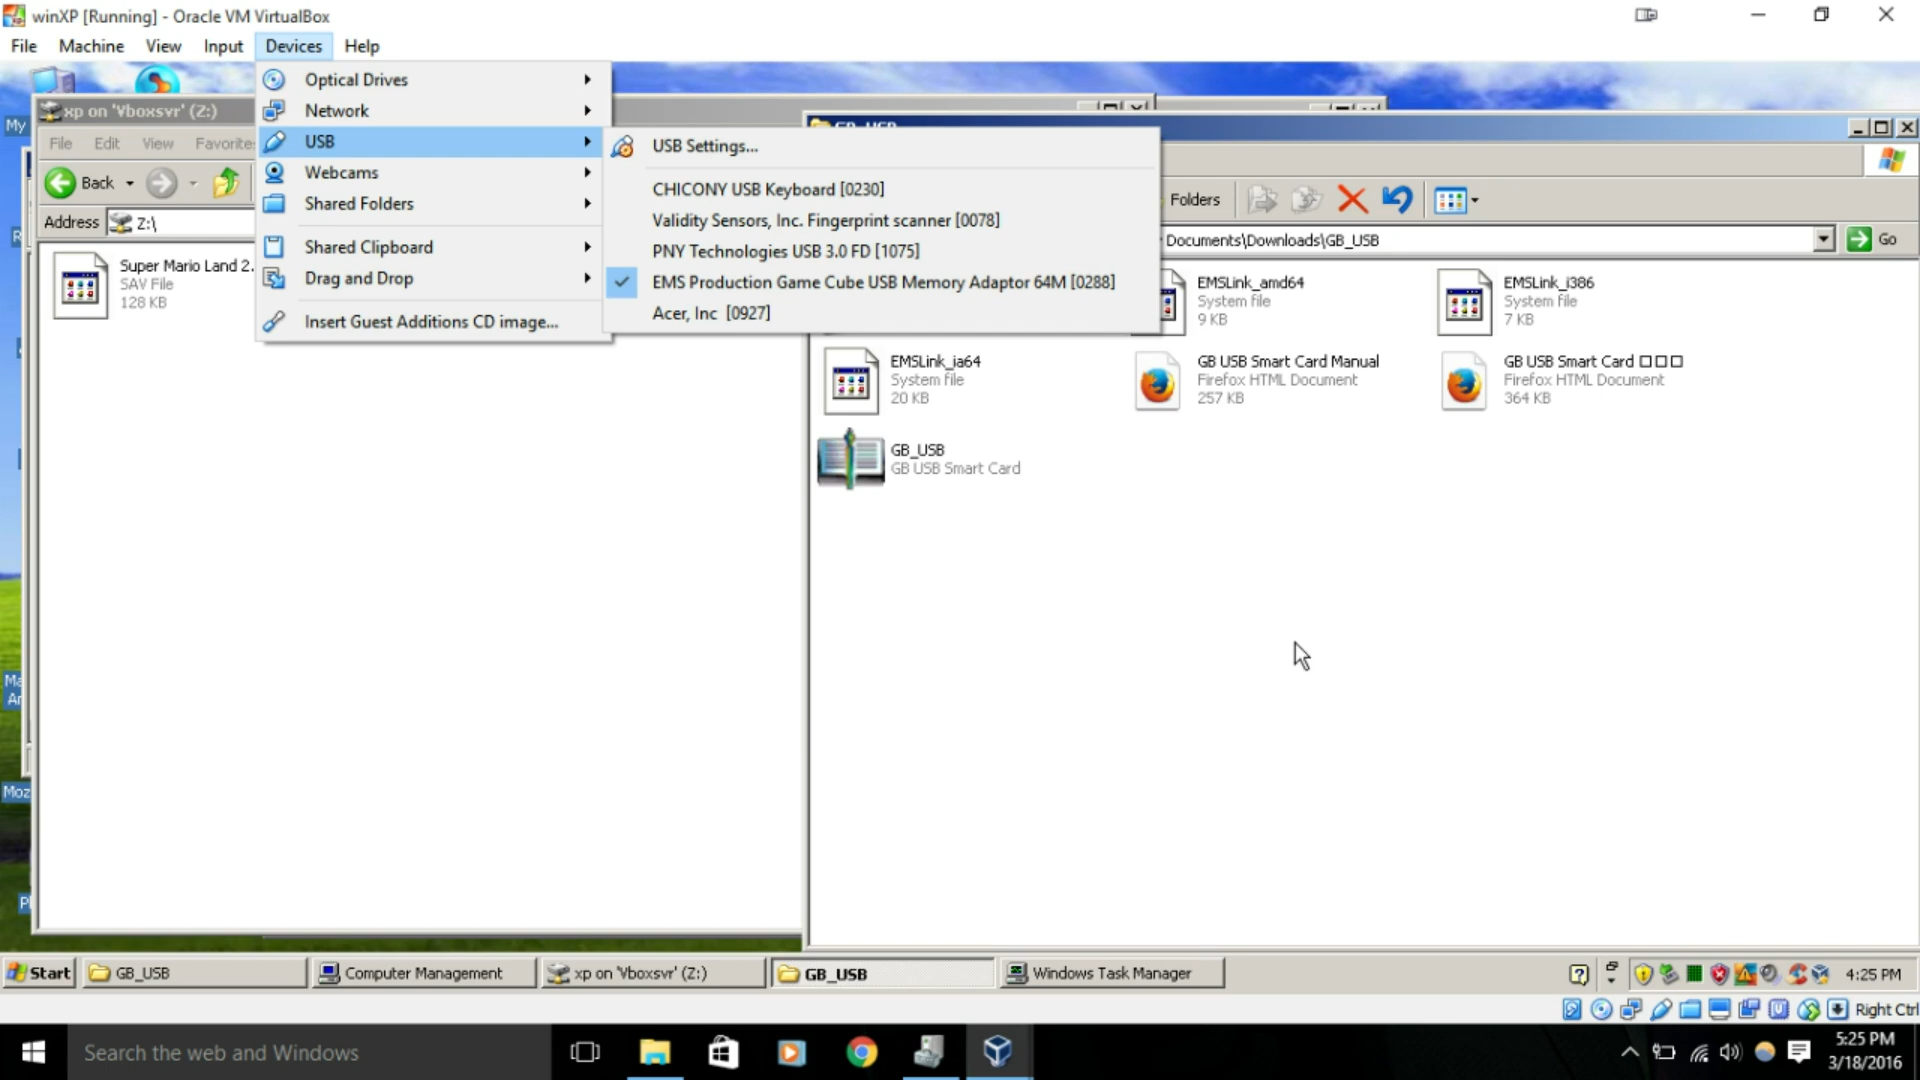 winXP [Running] - Oracle VM VirtualBox
File Machine View Input Devices Help
Optical Drives
Network
USB
Webcams
Shared Folders
Shared Clipboard
Drag and Drop
Insert Guest Additions CD image...
USB Settings...
CHICONY USB Keyboard [0230]
Validity Sensors, Inc. Fingerprint scanner [0078]
PNY Technologies USB 3.0 FD [1075]
EMS Production Game Cube USB Memory Adaptor 64M [0288]
Acer, Inc [0927]
My
xp on 'Vboxsvr' (Z:)
File Edit View Favorites
Back
Address Z:\
Super Mario Land 2.
SAV File
128 KB
Folders
Documents\Downloads\GB_USB Go
EMSLink_amd64
System file
9 KB
EMSLink_i386
System file
7 KB
EMSLink_ia64
System file
20 KB
GB USB Smart Card Manual
Firefox HTML Document
257 KB
GB USB Smart Card □□□
Firefox HTML Document
364 KB
GB_USB
GB USB Smart Card
Ma
An
Moz
Start GB_USB Computer Management xp on 'Vboxsvr' (Z:) GB_USB Windows Task Manager 4:25 PM
Right Ctrl
Search the web and Windows
5:25 PM
3/18/2016